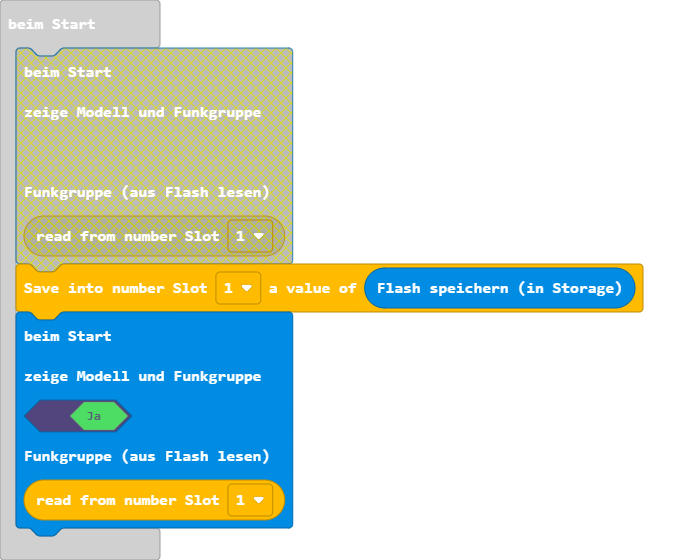 beim Start
beim Start
zeige Modell und Funkgruppe
Funkgruppe (aus Flash lesen)
read from number Slot 1
Save into number Slot 1 a value of Flash speichern (in Storage)
beim Start
zeige Modell und Funkgruppe
Ja
Funkgruppe (aus Flash lesen)
read from number Slot 1